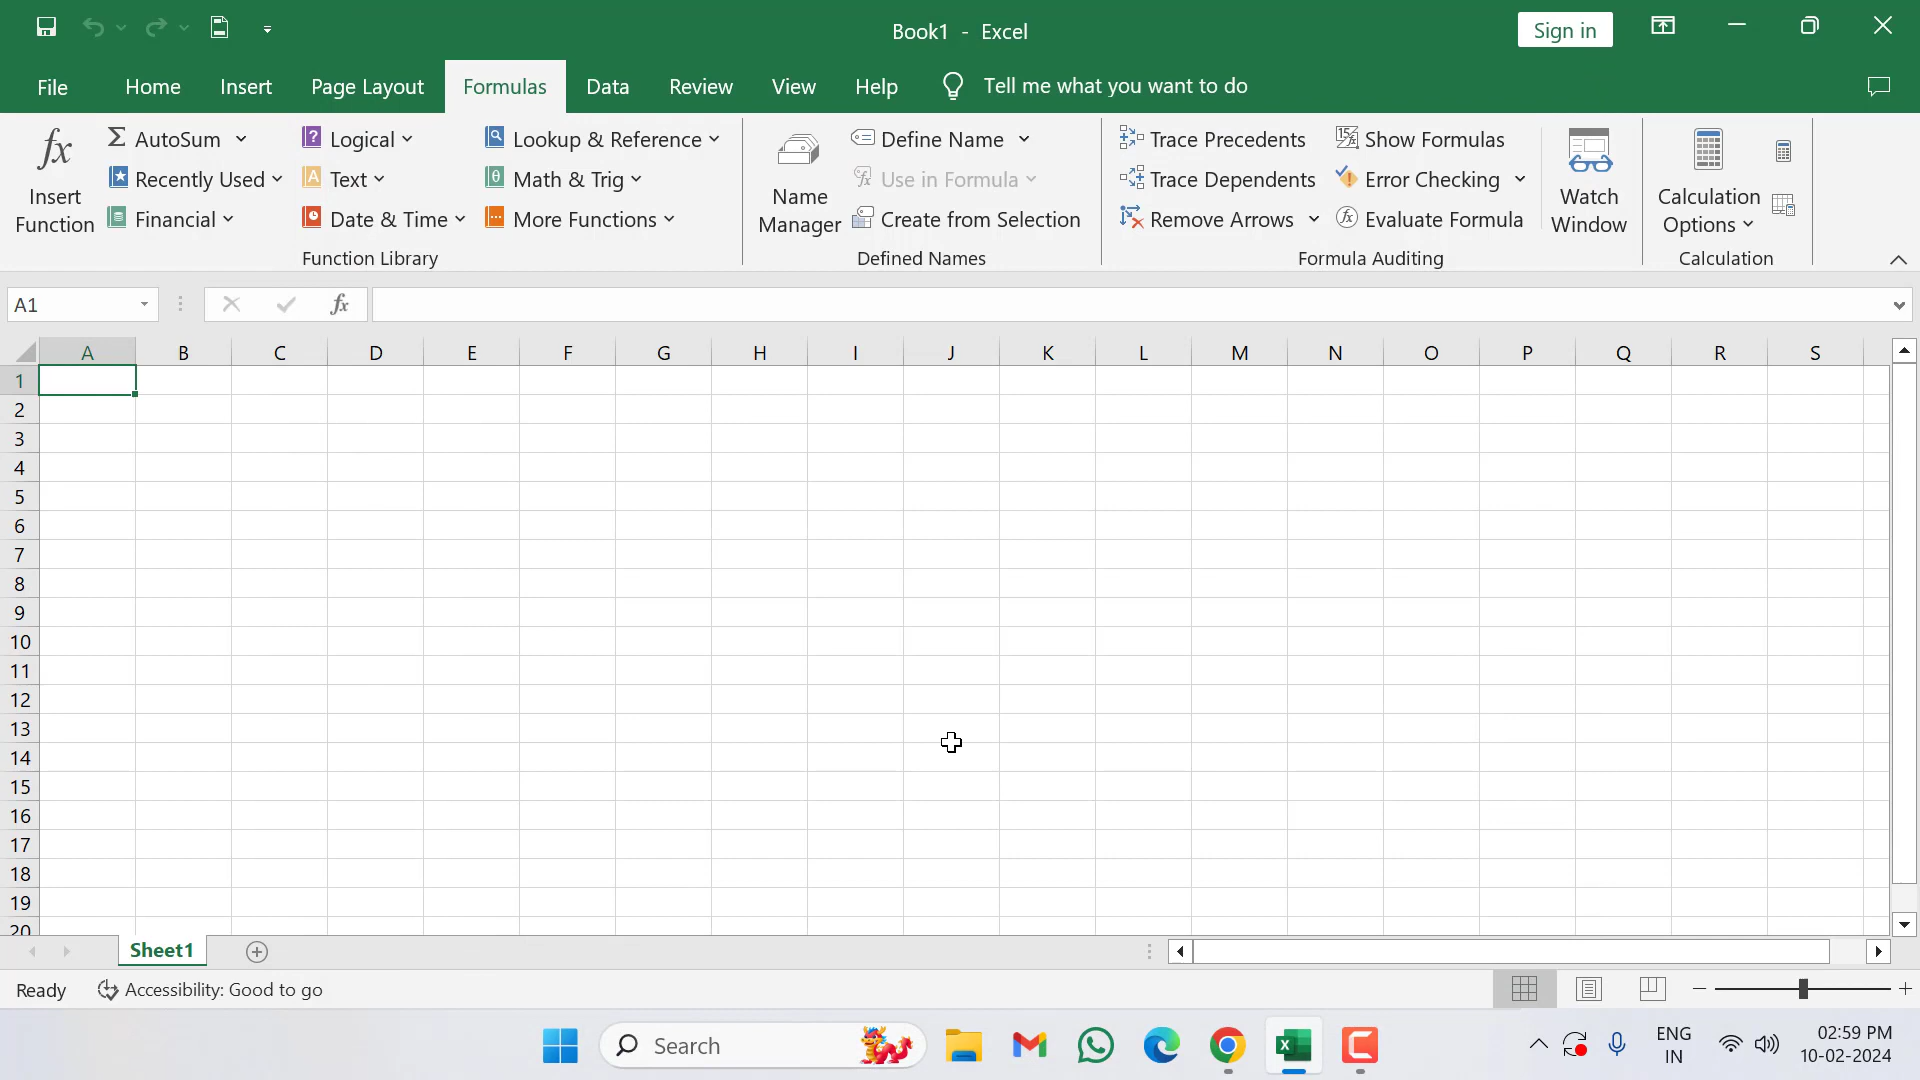 Book1 - Excel
Sign in
File Home Insert Page Layout Formulas Data Review View Help Tell me what you want to do
fx Insert Function
Σ AutoSum
Recently Used
Financial
Logical
Text
Date & Time
Lookup & Reference
Math & Trig
More Functions
Function Library
Name Manager
Define Name
Use in Formula
Create from Selection
Defined Names
Trace Precedents
Trace Dependents
Remove Arrows
Show Formulas
Error Checking
Evaluate Formula
Formula Auditing
Watch Window
Calculation Options
Calculation
A1
fx
A B C D E F G H I J K L M N O P Q R S
1
2
3
4
5
6
7
8
9
10
11
12
13
14
15
16
17
18
19
20
Sheet1
Ready Accessibility: Good to go
Search
ENG
IN
02:59 PM
10-02-2024